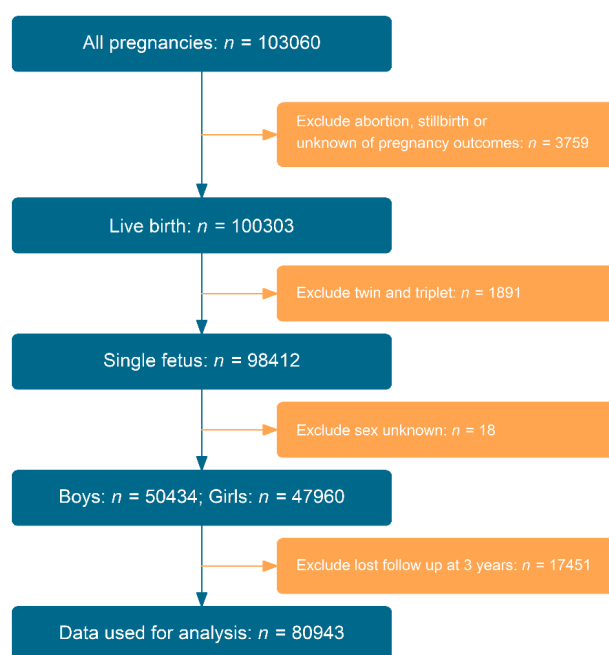 All pregnancies: n = 103060
Exclude abortion, stillbirth or
unknown of pregnancy outcomes: n = 3759
Live birth: n = 100303
Exclude twin and triplet: n = 1891
Single fetus: n = 98412
Exclude sex unknown: n = 18
Boys: n = 50434; Girls: n = 47960
Exclude lost follow up at 3 years: n = 17451
Data used for analysis: n = 80943